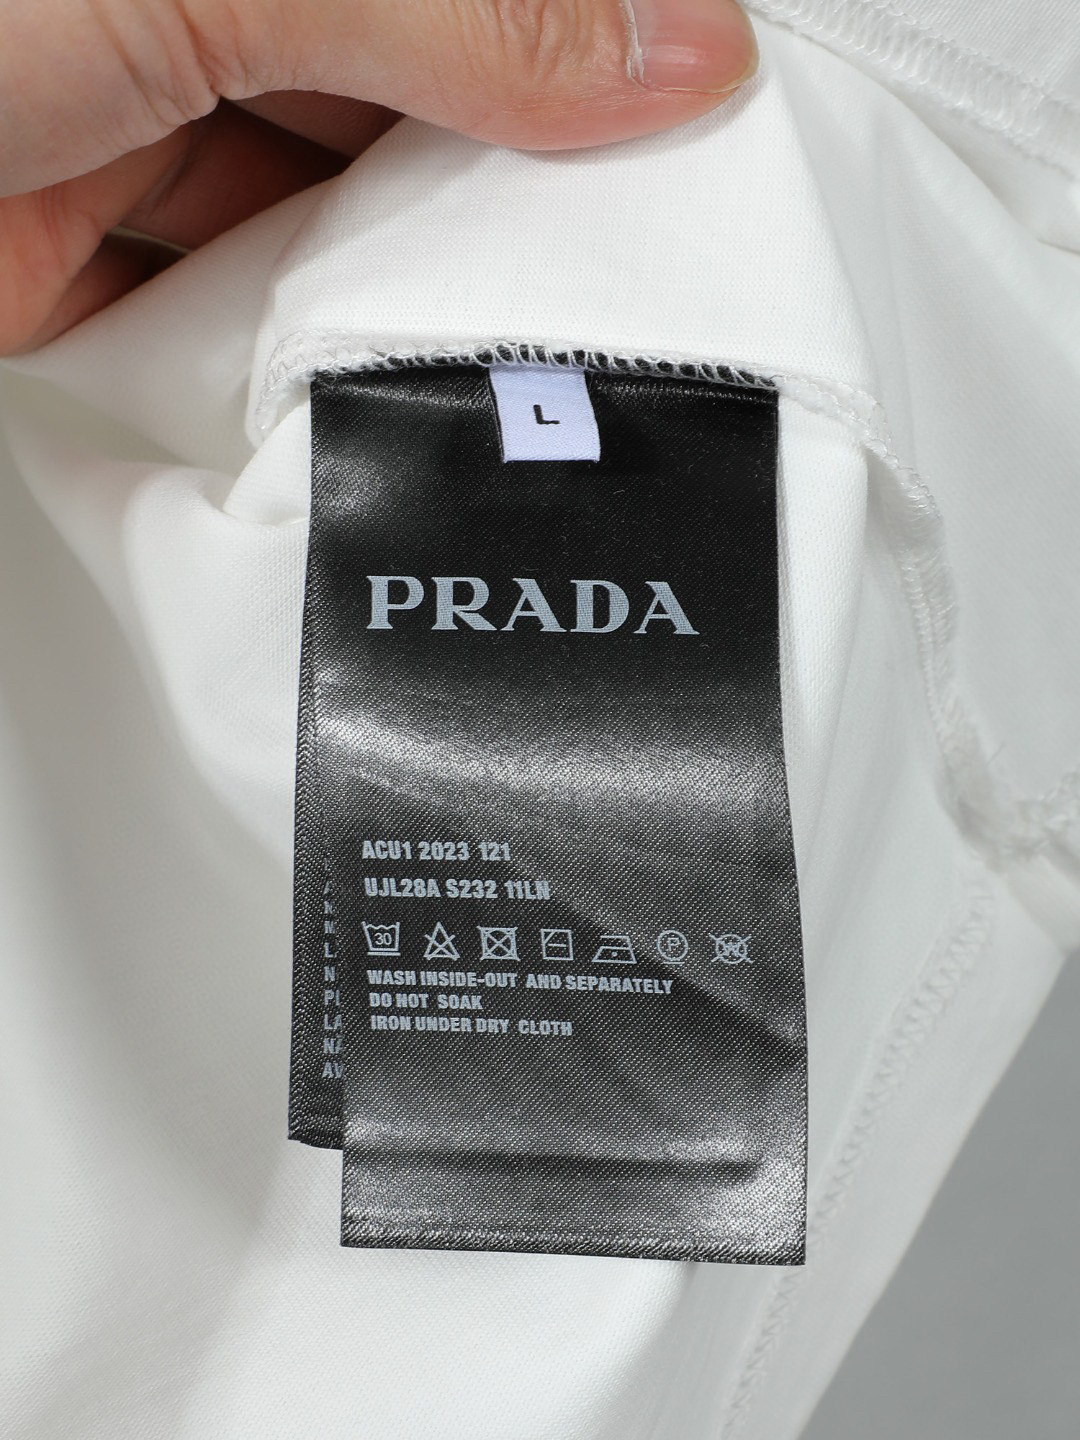 L
PRADA
ACU1 2023 121
UJL28A S232 11LN
30 P W
WASH INSIDE-OUT AND SEPARATELY
DO NOT SOAK
IRON UNDER DRY CLOTH